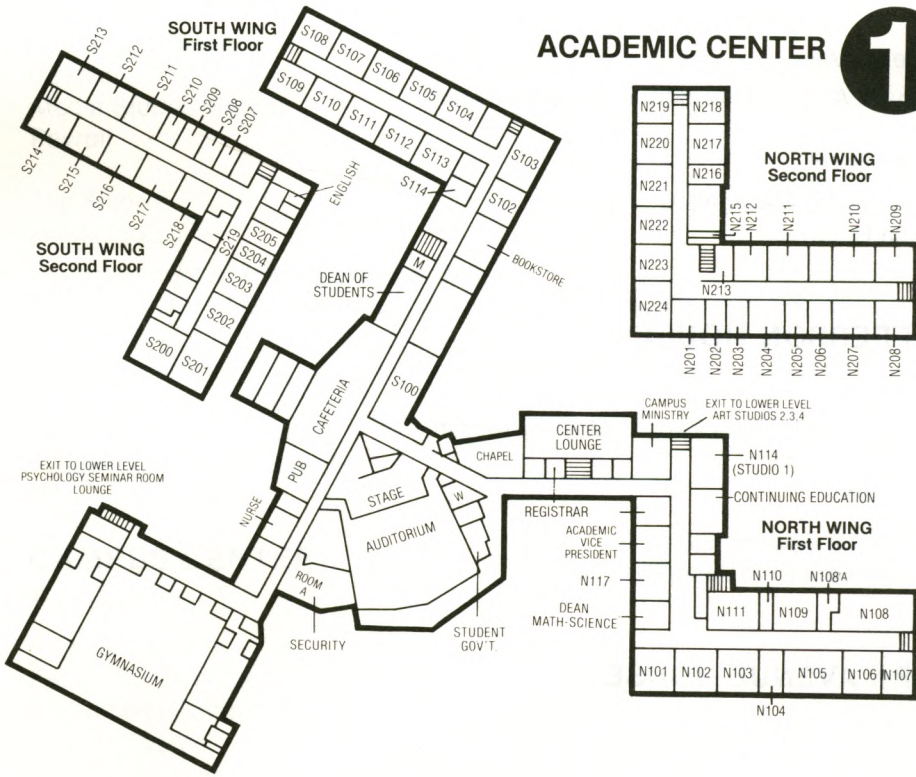 ACADEMIC CENTER 1
SOUTH WING
First Floor
S108
S107
S106
S105
S104
S103
S109
S110
S111
S112
S113
S114
S102
BOOKSTORE
M
DEAN OF
STUDENTS
S100
CAFETERIA
PUB
NURSE
STAGE
AUDITORIUM
ROOM
A
SECURITY
W
STUDENT
GOV'T.
S213
S212
S211
S210
S209
S208
S207
ENGLISH
S214
S215
S216
S217
S218
S219
S205
S204
S203
S202
S201
S200
SOUTH WING
Second Floor
NORTH WING
Second Floor
N219
N218
N220
N217
N216
N221
N222
N215
N212
N211
N210
N209
N223
N213
N224
N201
N202
N203
N204
N205
N206
N207
N208
CHAPEL
CENTER
LOUNGE
CAMPUS
MINISTRY
EXIT TO LOWER LEVEL
ART STUDIOS 2.3.4
N114
(STUDIO 1)
CONTINUING EDUCATION
REGISTRAR
ACADEMIC
VICE
PRESIDENT
N117
DEAN
MATH-SCIENCE
NORTH WING
First Floor
N110
N108A
N111
N109
N108
N101
N102
N103
N104
N105
N106
N107
EXIT TO LOWER LEVEL
PSYCHOLOGY SEMINAR ROOM
LOUNGE
GYMNASIUM